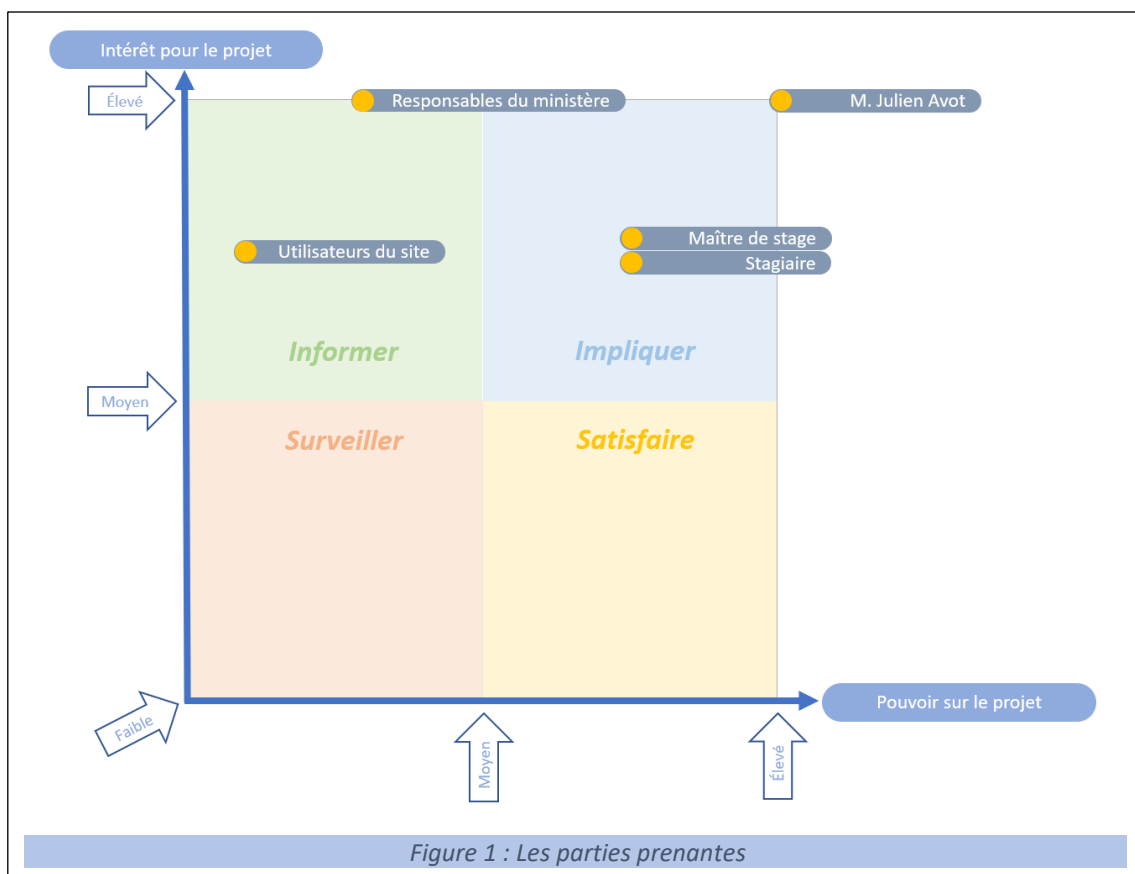 Intérêt pour le projet
Élevé
Responsables du ministère
M. Julien Avot
Maître de stage
Utilisateurs du site
Stagiaire
Informer
Impliquer
Moyen
Surveiller
Satisfaire
Faible
Pouvoir sur le projet
Moyen
Élevé
Figure 1 : Les parties prenantes